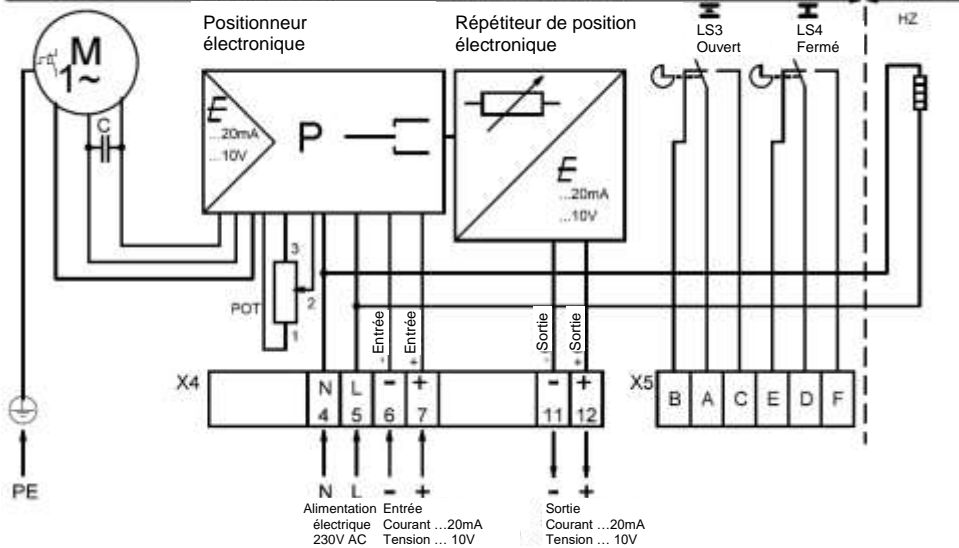 Positionneur
électronique
Répétiteur de position
électronique
LS3
Ouvert
LS4
Fermé
HZ
M
1~
C
E
...20mA
...10V
P
E
...20mA
...10V
POT
3
2
1
- Entrée
+ Entrée
- (Sortie
+ (Sortie
X4
N L - + - +
4 5 6 7 11 12
X5
B A C E D F
PE
N L - + - +
Alimentation
électrique
230V AC
Entrée
Courant ...20mA
Tension ... 10V
Sortie
Courant ...20mA
Tension ... 10V